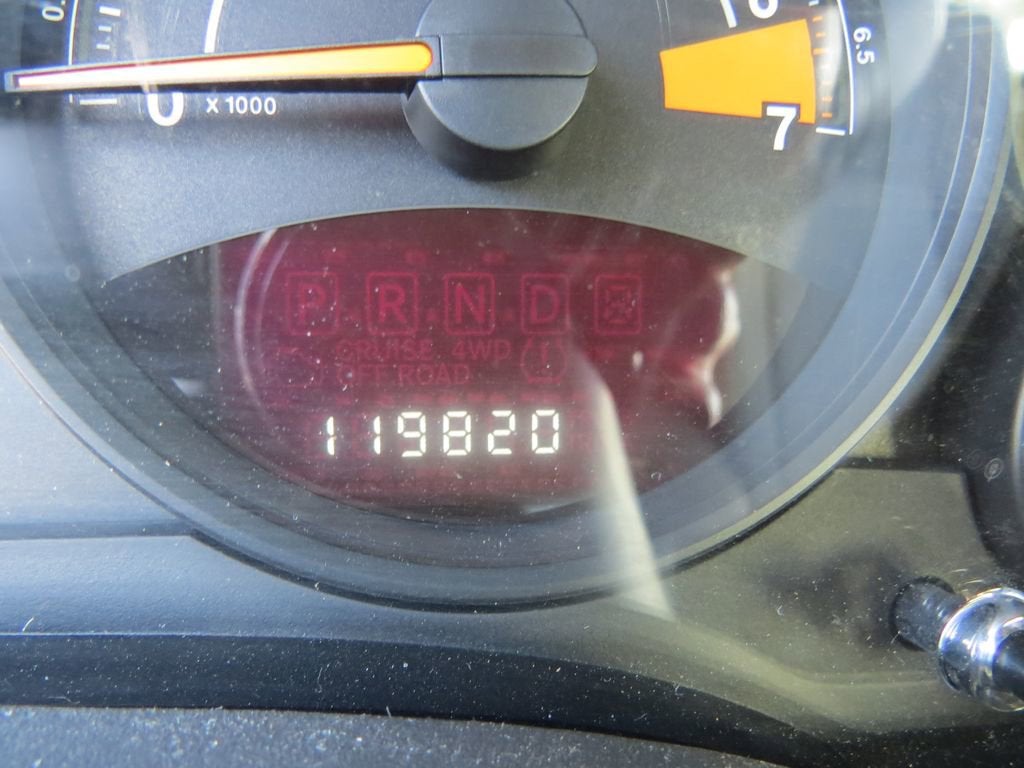 6.5
0 x 1000
7
P R N D
CRUISE 4WD
OFF ROAD
119820